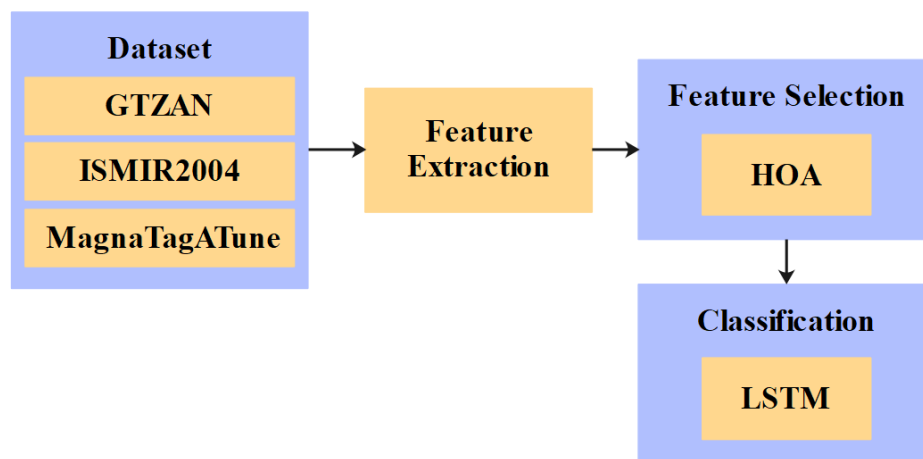 Dataset
GTZAN
ISMIR2004
MagnaTagATune
Feature
Extraction
Feature Selection
HOA
Classification
LSTM